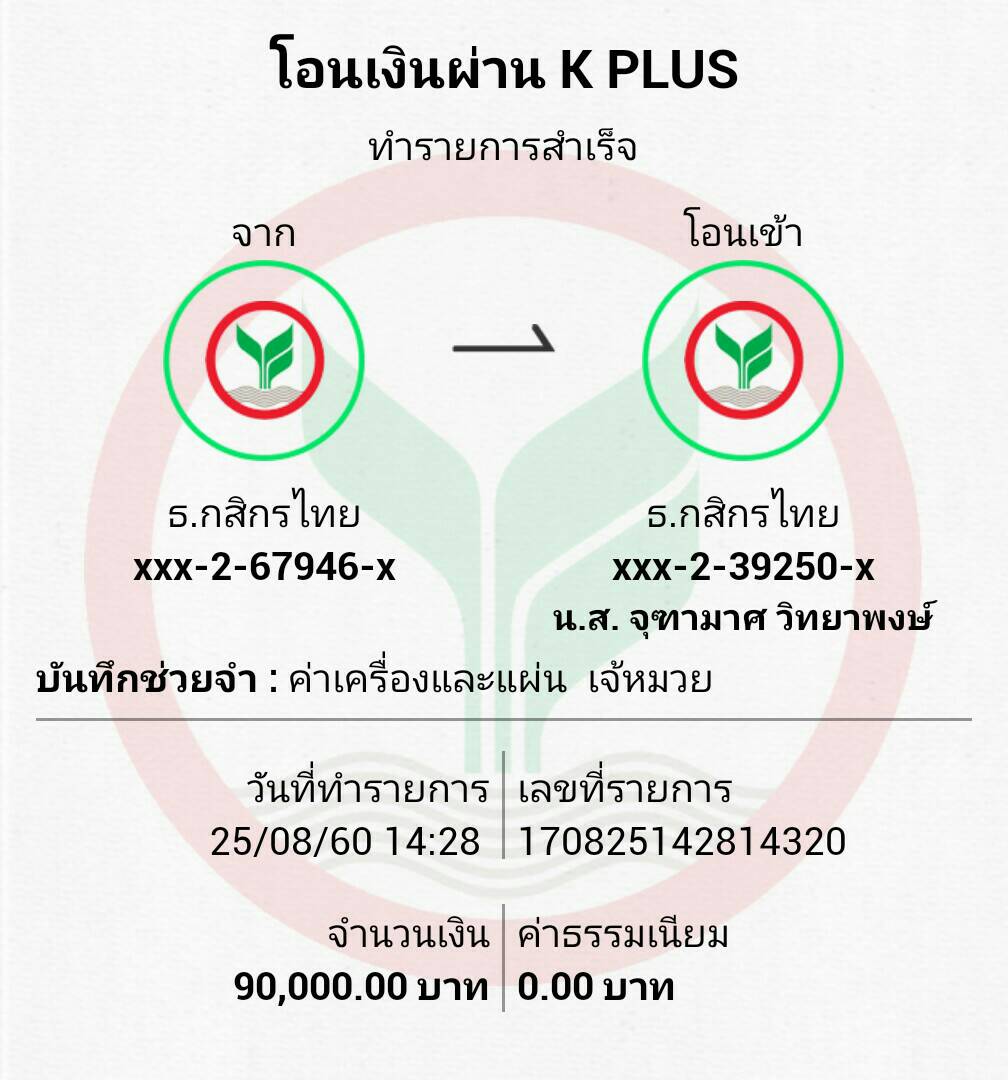 โอนเงินผ่าน K PLUS
ทำรายการสำเร็จ
จาก
โอนเข้า
ธ.กสิกรไทย
xxx-2-67946-x
ธ.กสิกรไทย
xxx-2-39250-x
น.ส. จุฑามาศ วิทยาพงษ์
บันทึกช่วยจำ : ค่าเครื่องและแผ่น เจ้หมวย
วันที่ทำรายการ
25/08/60 14:28
เลขที่รายการ
170825142814320
จำนวนเงิน
90,000.00 บาท
ค่าธรรมเนียม
0.00 บาท